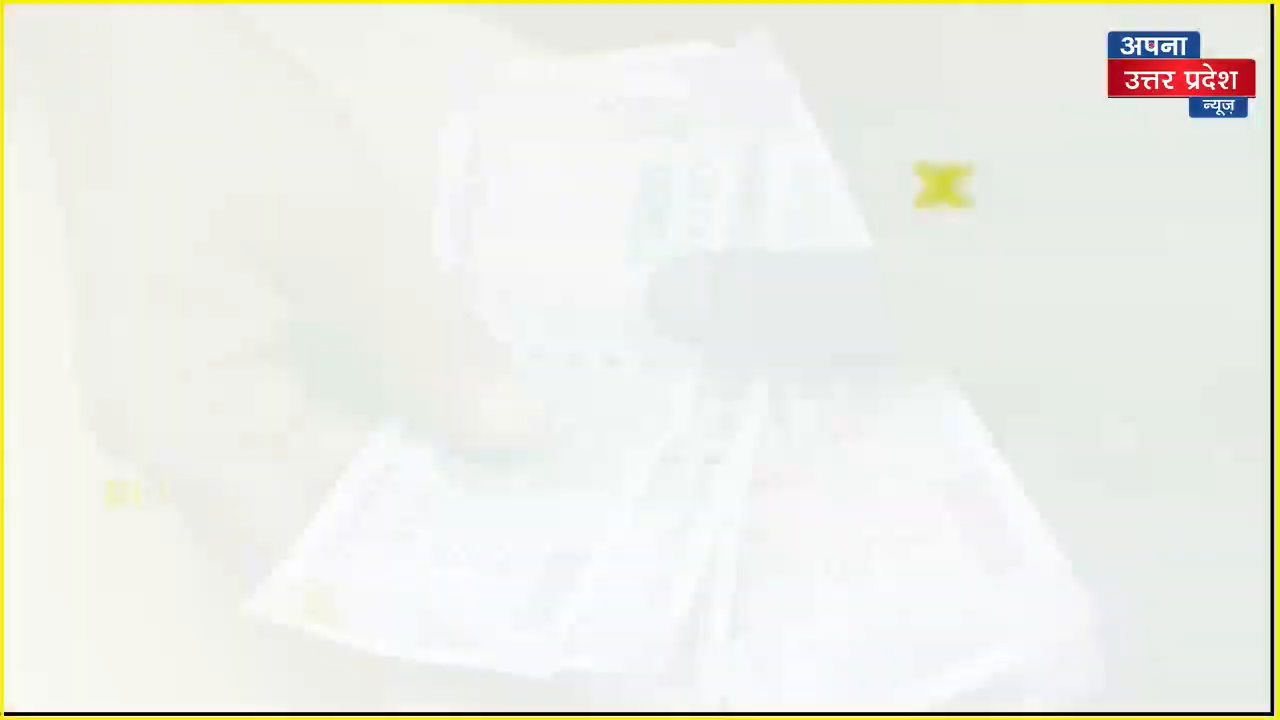 अपना
उत्तर प्रदेश
न्यूज़